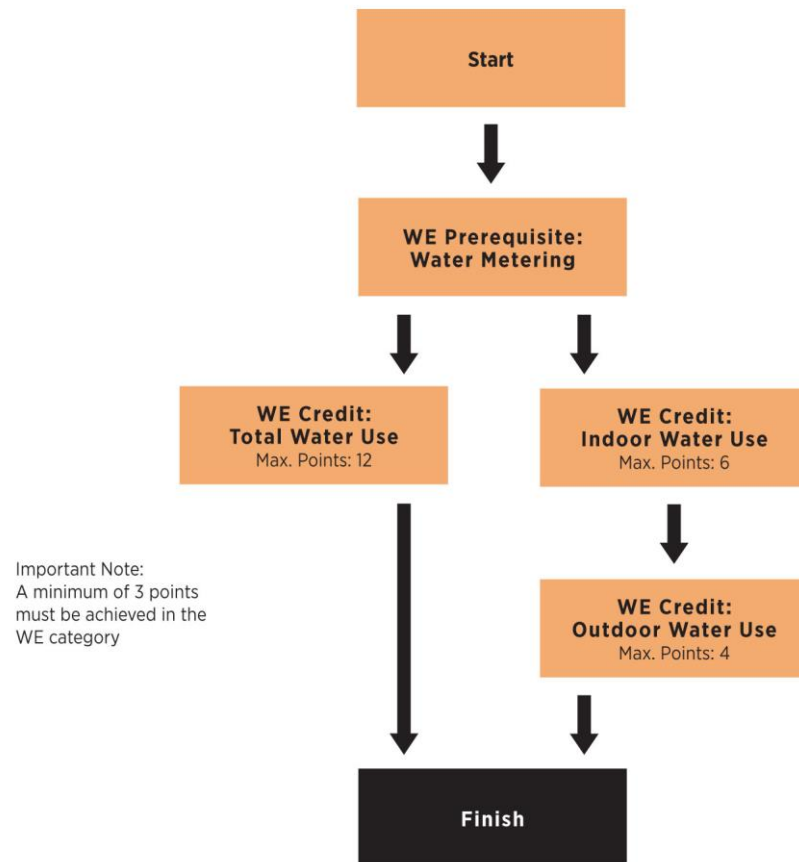 Start
WE Prerequisite:
Water Metering
WE Credit:
Total Water Use
Max. Points: 12
WE Credit:
Indoor Water Use
Max. Points: 6
Important Note:
A minimum of 3 points
must be achieved in the
WE category
WE Credit:
Outdoor Water Use
Max. Points: 4
Finish